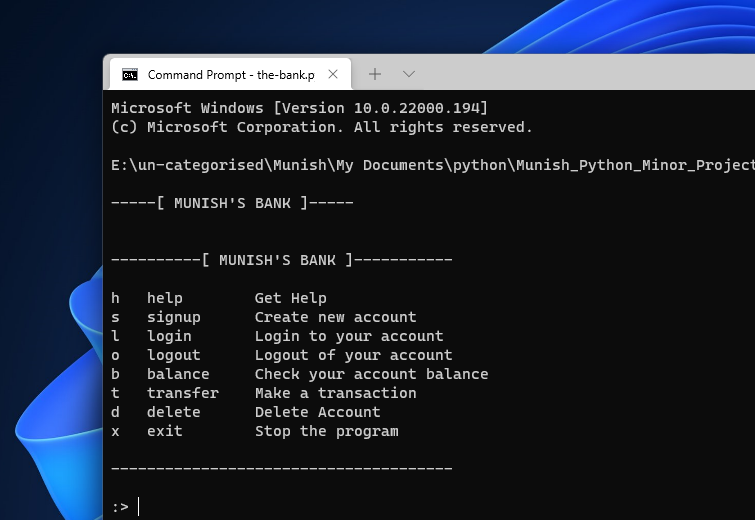 Command Prompt - the-bank.p
Microsoft Windows [Version 10.0.22000.194]
(c) Microsoft Corporation. All rights reserved.
E:\un-categorised\Munish\My Documents\python\Munish_Python_Minor_Project
-----[ MUNISH'S BANK ]-----
----------[ MUNISH'S BANK ]-----------
h help Get Help
s signup Create new account
l login Login to your account
o logout Logout of your account
b balance Check your account balance
t transfer Make a transaction
d delete Delete Account
x exit Stop the program
--------------------------------------
:>